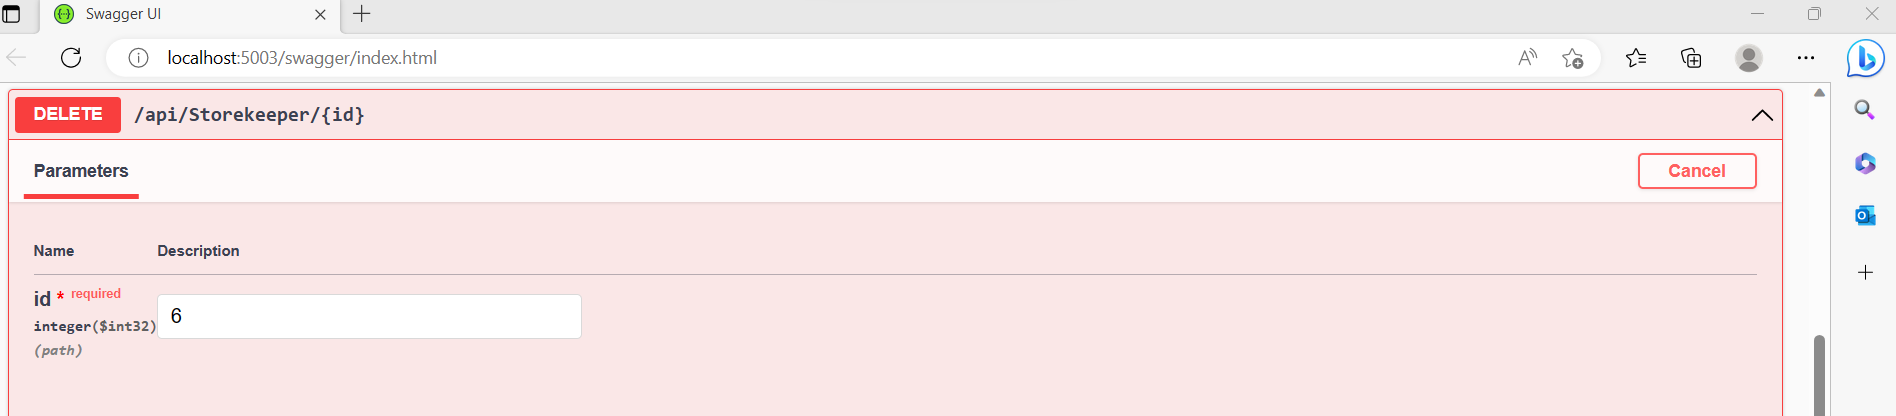 Swagger UI
localhost:5003/swagger/index.html
DELETE /api/Storekeeper/{id}
Parameters
Cancel
Name Description
id * required
integer($int32)
(path)
6